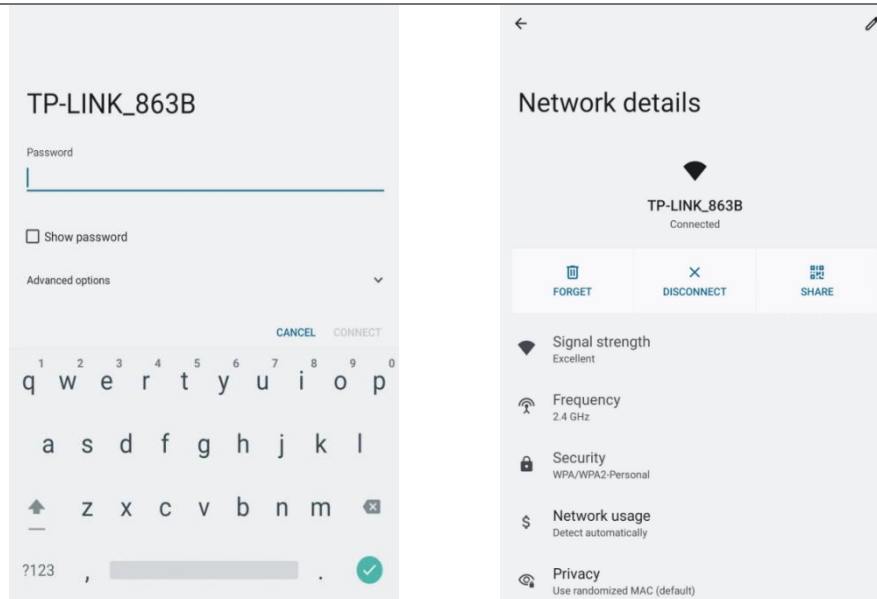 TP-LINK_863B
Password
Show password
Advanced options
CANCEL CONNECT
1 2 3 4 5 6 7 8 9 0
q w e r t y u i o p
a s d f g h j k l
z x c v b n m
?123 , .
Network details
TP-LINK_863B
Connected
FORGET DISCONNECT SHARE
Signal strength
Excellent
Frequency
2.4 GHz
Security
WPA/WPA2-Personal
$
Network usage
Detect automatically
Privacy
Use randomized MAC (default)